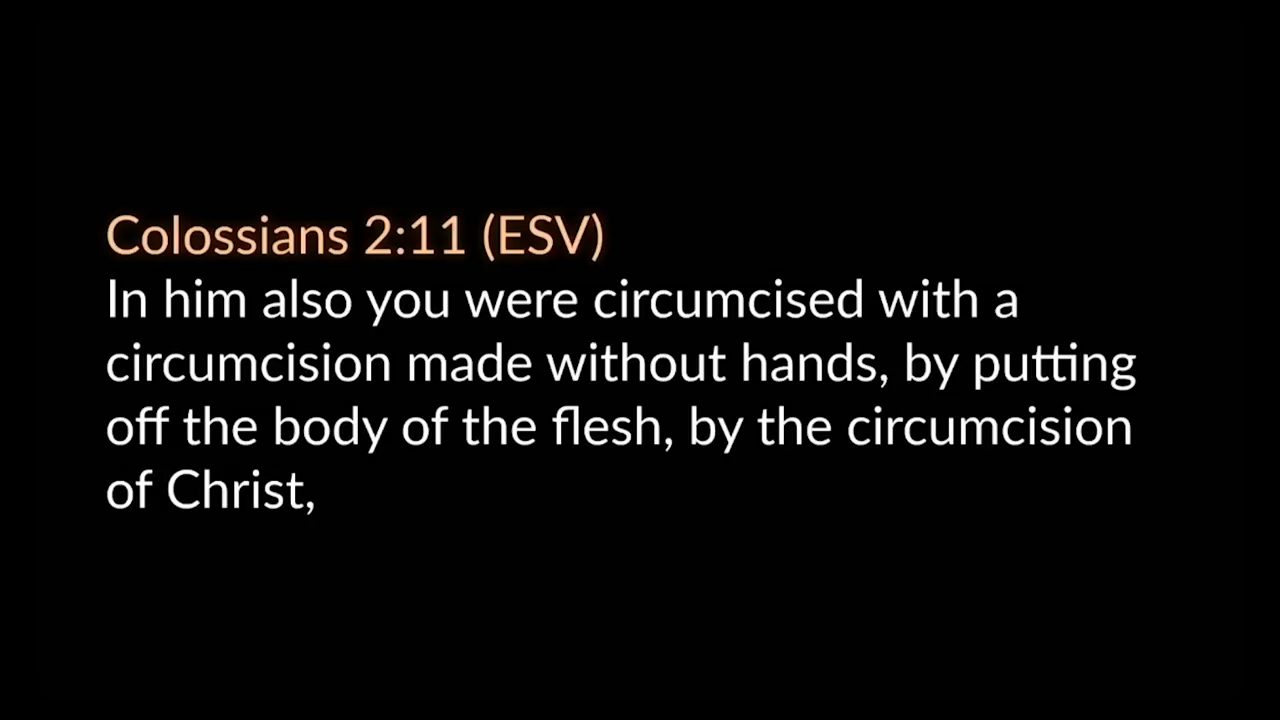 Colossians 2:11 (ESV)
In him also you were circumcised with a
circumcision made without hands, by putting
off the body of the flesh, by the circumcision
of Christ,